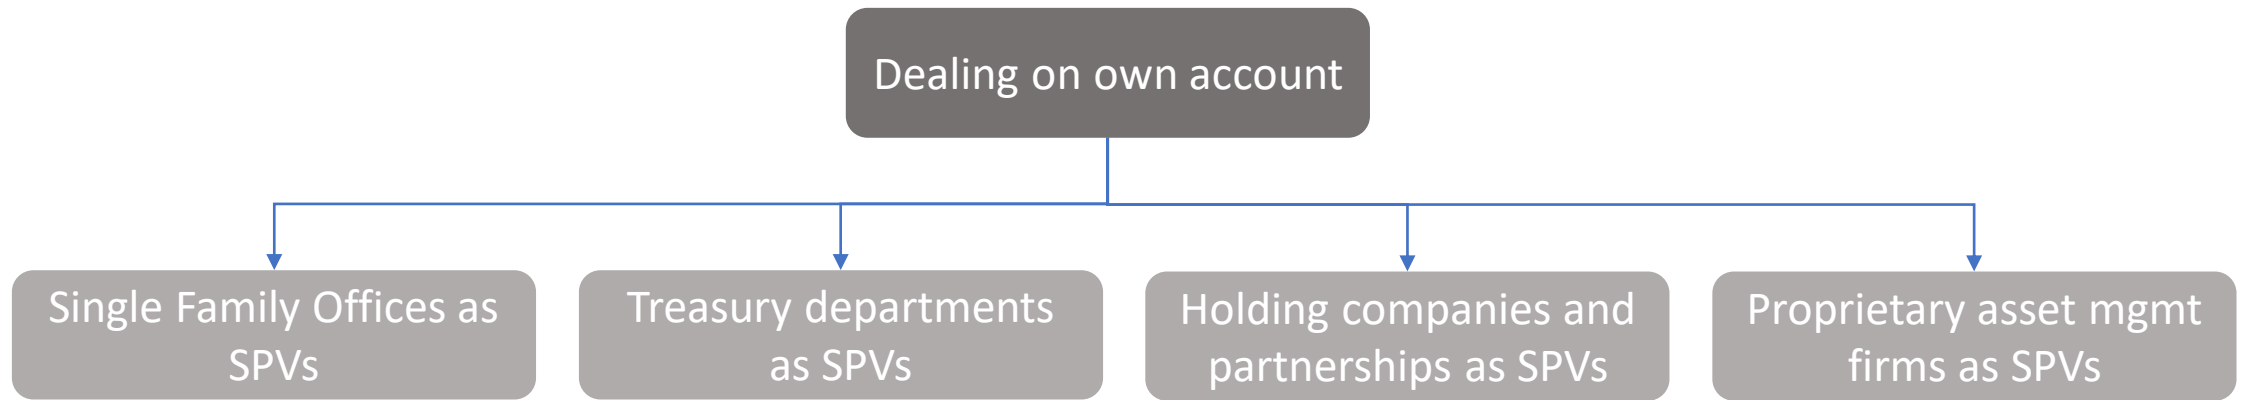 Dealing on own account
Single Family Offices as
SPVs
Treasury departments
as SPVs
Holding companies and
partnerships as SPVs
Proprietary asset mgmt
firms as SPVs